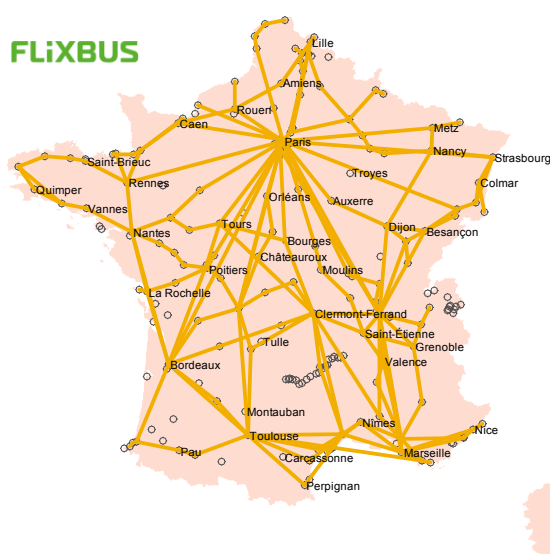 FLiXBUS
Lille
Amiens
Rouen
Caen
Paris
Metz
Nancy
Strasbourg
Saint-Brieuc
Rennes
Quimper
Vannes
Troyes
Colmar
Orléans
Auxerre
Nantes
Tours
Dijon
Besançon
Bourges
Châteauroux
Poitiers
Moulins
La Rochelle
Clermont-Ferrand
Saint-Étienne
Tulle
Grenoble
Bordeaux
Valence
Montauban
Nîmes
Toulouse
Nice
Pau
Carcassonne
Marseille
Perpignan